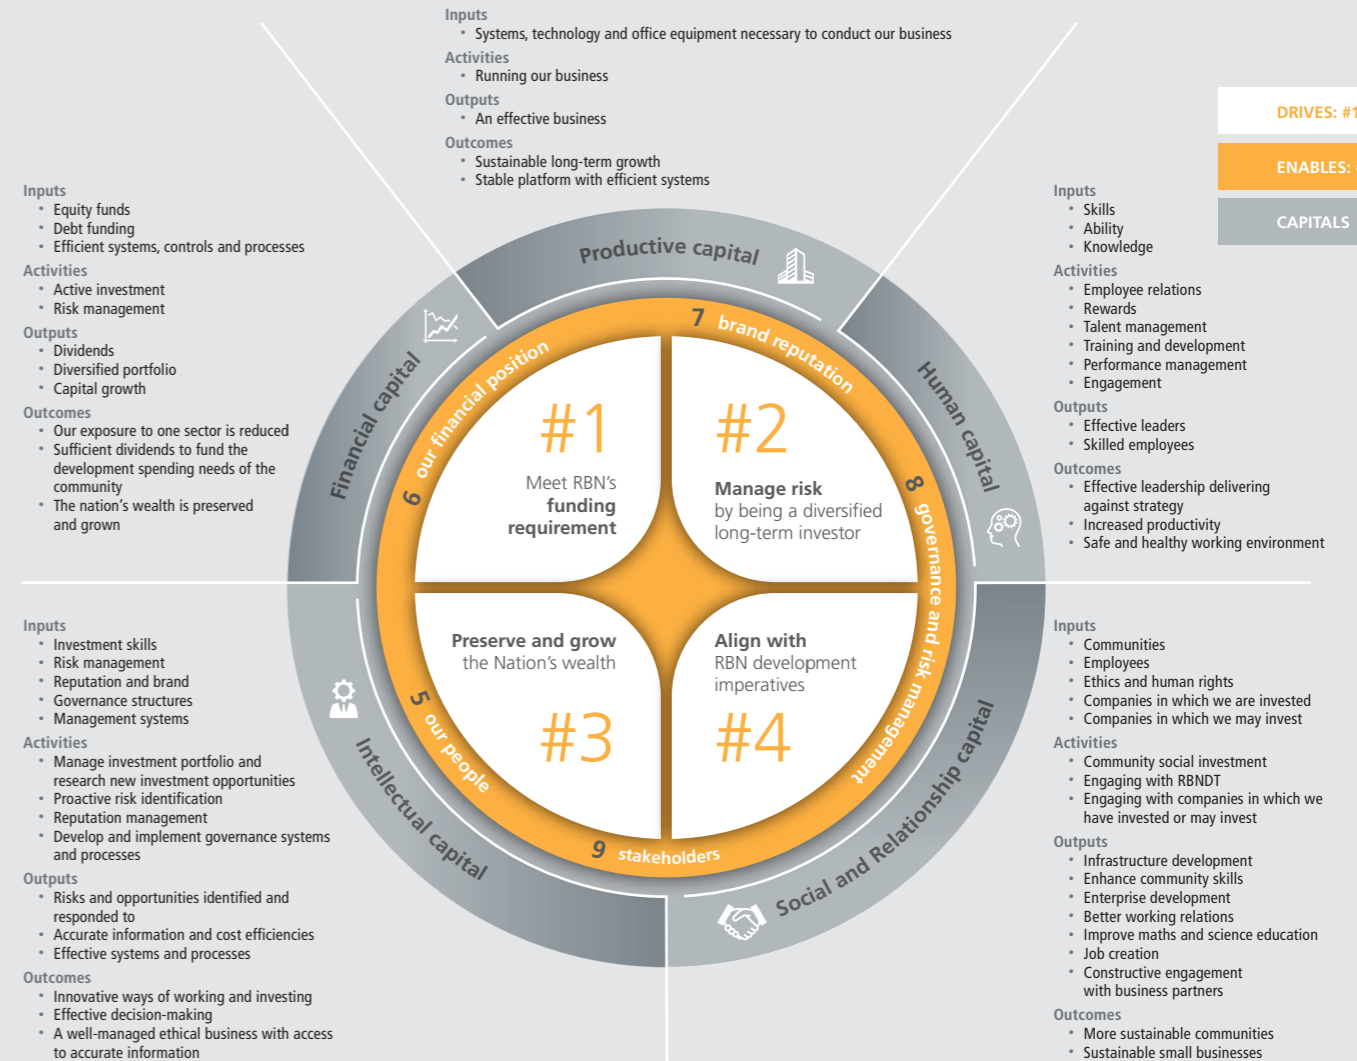 Inputs
• Systems, technology and office equipment necessary to conduct our business
Activities
• Running our business
Outputs
• An effective business
Outcomes
• Sustainable long-term growth
• Stable platform with efficient systems
DRIVES: #1
ENABLES:
CAPITALS
Inputs
• Equity funds
• Debt funding
• Efficient systems, controls and processes
Activities
• Active investment
• Risk management
Outputs
• Dividends
• Diversified portfolio
• Capital growth
Outcomes
• Our exposure to one sector is reduced
• Sufficient dividends to fund the
development spending needs of the
community
• The nation's wealth is preserved
and grown
Inputs
• Skills
• Ability
• Knowledge
Activities
• Employee relations
• Rewards
• Talent management
• Training and development
• Performance management
• Engagement
Outputs
• Effective leaders
• Skilled employees
Outcomes
• Effective leadership delivering
against strategy
• Increased productivity
• Safe and healthy working environment
Productive capital
Financial capital
Human capital
Intellectual capital
Social and Relationship capital
6 our financial position
7 brand reputation
8 governance and risk management
5 our people
9 stakeholders
#1
Meet RBN's
funding
requirement
#2
Manage risk
by being a diversified
long-term investor
Preserve and grow
the Nation's wealth
#3
Align with
RBN development
imperatives
#4
Inputs
• Investment skills
• Risk management
• Reputation and brand
• Governance structures
• Management systems
Activities
• Manage investment portfolio and
research new investment opportunities
• Proactive risk identification
• Reputation management
• Develop and implement governance systems
and processes
Outputs
• Risks and opportunities identified and
responded to
• Accurate information and cost efficiencies
• Effective systems and processes
Outcomes
• Innovative ways of working and investing
• Effective decision-making
• A well-managed ethical business with access
to accurate information
Inputs
• Communities
• Employees
• Ethics and human rights
• Companies in which we are invested
• Companies in which we may invest
Activities
• Community social investment
• Engaging with RBNDT
• Engaging with companies in which we
have invested or may invest
Outputs
• Infrastructure development
• Enhance community skills
• Enterprise development
• Better working relations
• Improve maths and science education
• Job creation
• Constructive engagement
with business partners
Outcomes
• More sustainable communities
• Sustainable small businesses